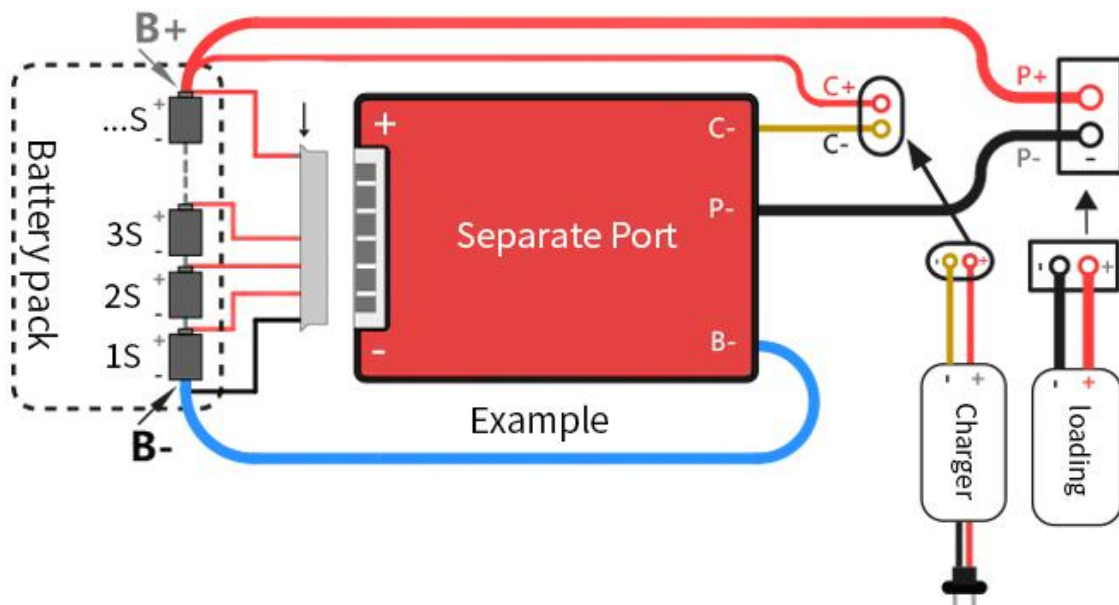 B+
+
...S
-
+
3S
-
+
2S
-
+
1S
-
B-
Battery pack
+
-
Separate Port
C-
P-
B-
Example
C+
C-
P+
P-
-
- +
- +
Charger
- +
- +
loading